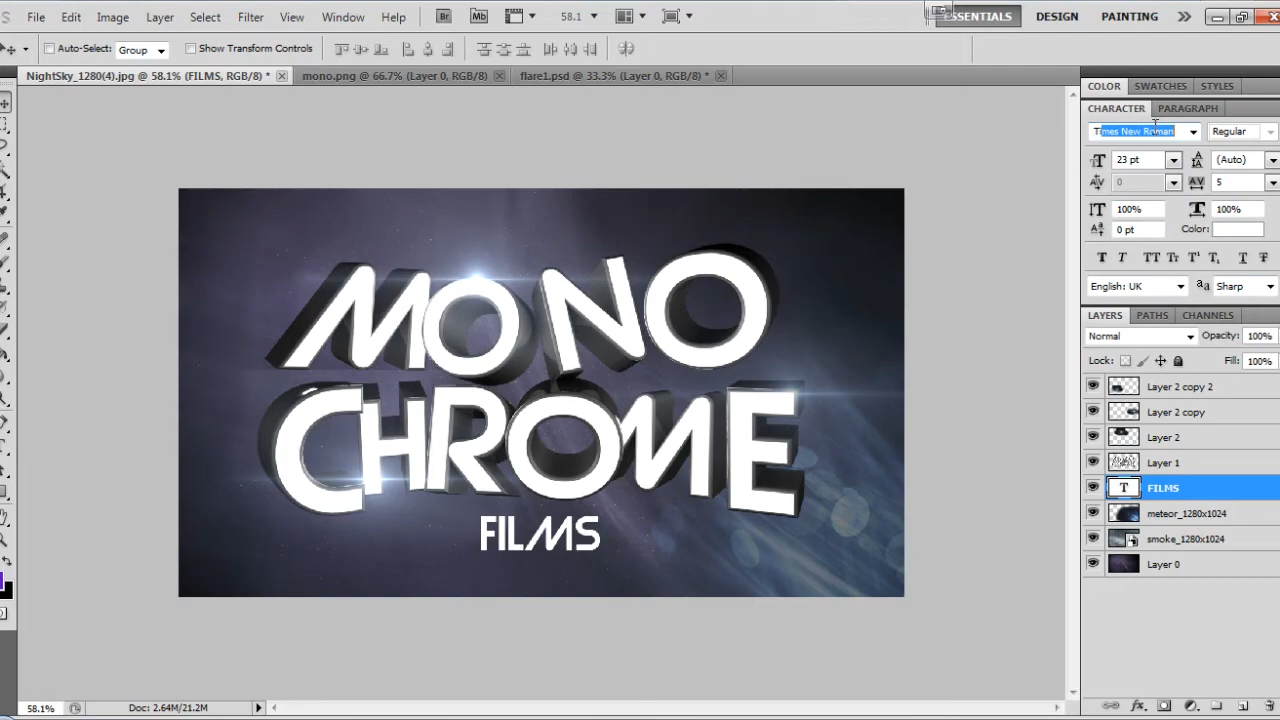 S File Edit Image Layer Select Filter View Window Help Br Mb 58.1 ESSENTIALS DESIGN PAINTING
Auto-Select: Group Show Transform Controls
NightSky_1280(4).jpg @ 58.1% (FILMS, RGB/8) * mono.png @ 66.7% (Layer 0, RGB/8) flare1.psd @ 33.3% (Layer 0, RGB/8) *
COLOR SWATCHES STYLES
CHARACTER PARAGRAPH
Times New Roman Regular
23 pt (Auto)
0 5
100% 100%
0 pt Color:
English: UK Sharp
LAYERS PATHS CHANNELS
Normal Opacity: 100%
Lock: Fill: 100%
Layer 2 copy 2
Layer 2 copy
Layer 2
Layer 1
FILMS
meteor_1280x1024
smoke_1280x1024
Layer 0
MONO
CHROME
FILMS
58.1% Doc: 2.64M/21.2M